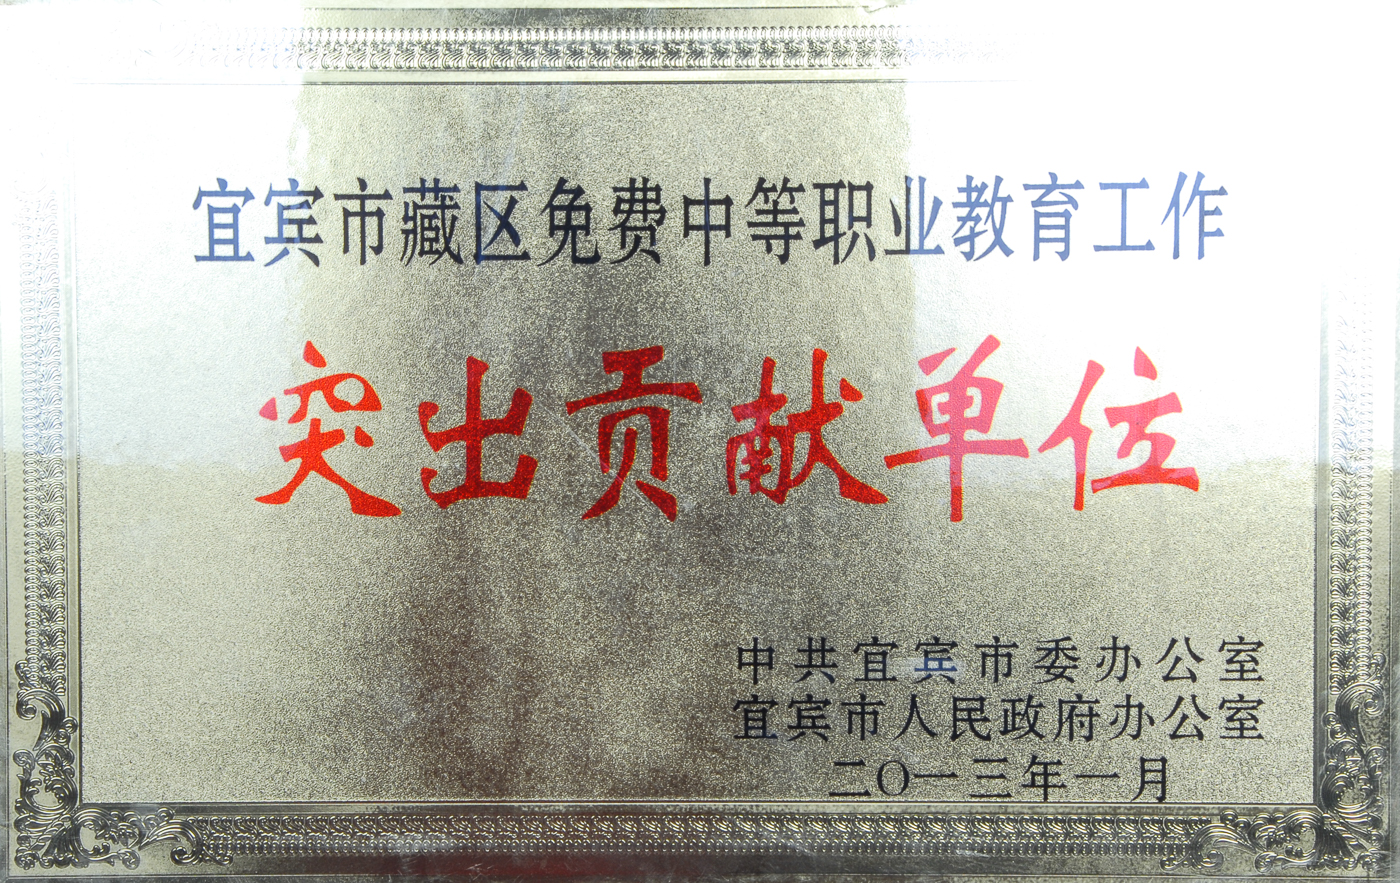 宜宾市藏区免费中等职业教育工作
突出贡献单位
中共宜宾市委办公室
宜宾市人民政府办公室
二〇一三年一月